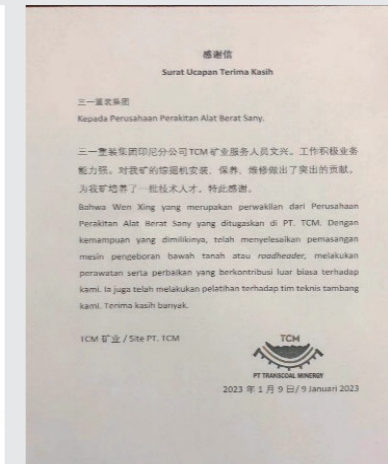 感谢信
Surat Ucapan Terima Kasih
三一重装集团
Kepada Perusahaan Perakitan Alat Berat Sany.
三一重装集团印尼分公司TCM矿业服务人员文兴。工作积极业务
能力强。对我矿的综掘机安装、保养、维修做出了突出的贡献。
为我矿培养了一批技术人才。特此感谢。
Bahwa Wen Xing yang merupakan perwakilan dari Perusahaan
Perakitan Alat Berat Sany yang ditugaskan di PT. TCM. Dengan
kemampuan yang dimilikinya, telah menyelesaikan pemasangan
mesin pengeboran bawah tanah atau roadheader, melakukan
perawatan serta perbaikan yang berkontribusi luar biasa terhadap
kami. Ia juga telah melakukan pelatihan terhadap tim teknis tambang
kami. Terima kasih banyak.
TCM 矿业 / Site PT. TCM
TCM
PT TRANSCOAL MINERGY
2023 年 1 月 9 日/ 9 Januari 2023